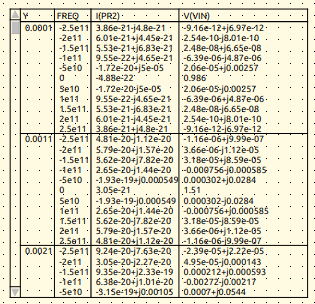 Y FREQ I(PR2) V(VIN)
0.0001 -2.5e11 3.86e-21-j4.8e-21 -9.16e-12+j6.97e-12
-2e11 6.01e-21+j4.45e-21 2.54e-10-j8.01e-10
-1.5e11 5.53e-21+j6.83e-21 2.48e-08+j6.65e-08
-1e11 9.55e-22+j4.65e-21 -6.39e-06-j4.87e-06
-5e10 -1.72e-20+j5e-05 2.06e-05+j0.00257
0 -4.88e-22 0.986
5e10 -1.72e-20-j5e-05 2.06e-05-j0.00257
1e11 9.55e-22-j4.65e-21 -6.39e-06+j4.87e-06
1.5e11 5.53e-21-j6.83e-21 2.48e-08-j6.65e-08
2e11 6.01e-21-j4.45e-21 2.54e-10+j8.01e-10
2.5e11 3.86e-21+j4.8e-21 -9.16e-12-j6.97e-12
0.0011 -2.5e11 4.81e-20-j1.12e-20 -1.16e-06+j9.99e-07
-2e11 5.79e-20-j1.57e-20 3.66e-06-j1.12e-05
-1.5e11 5.62e-20+j7.82e-20 3.18e-05+j8.59e-05
-1e11 2.65e-20-j1.44e-20 -0.000756-j0.000585
-5e10 -1.93e-19+j0.000549 0.000302+j0.0284
0 3.05e-21 1.51
5e10 -1.93e-19-j0.000549 0.000302-j0.0284
1e11 2.65e-20+j1.44e-20 -0.000756+j0.000585
1.5e11 5.62e-20-j7.82e-20 3.18e-05-j8.59e-05
2e11 5.79e-20+j1.57e-20 3.66e-06+j1.12e-05
2.5e11 4.81e-20+j1.12e-20 -1.16e-06-j9.99e-07
0.0021 -2.5e11 9.24e-20-j7.63e-20 -2.39e-05+j2.22e-05
-2e11 3.05e-20-j2.27e-20 4.95e-05-j0.000143
-1.5e11 9.35e-20+j2.33e-19 0.000212+j0.000593
-1e11 6.38e-20+j1.01e-20 -0.00272-j0.00217
-5e10 -3.15e-19+j0.00105 0.0007+j0.0544